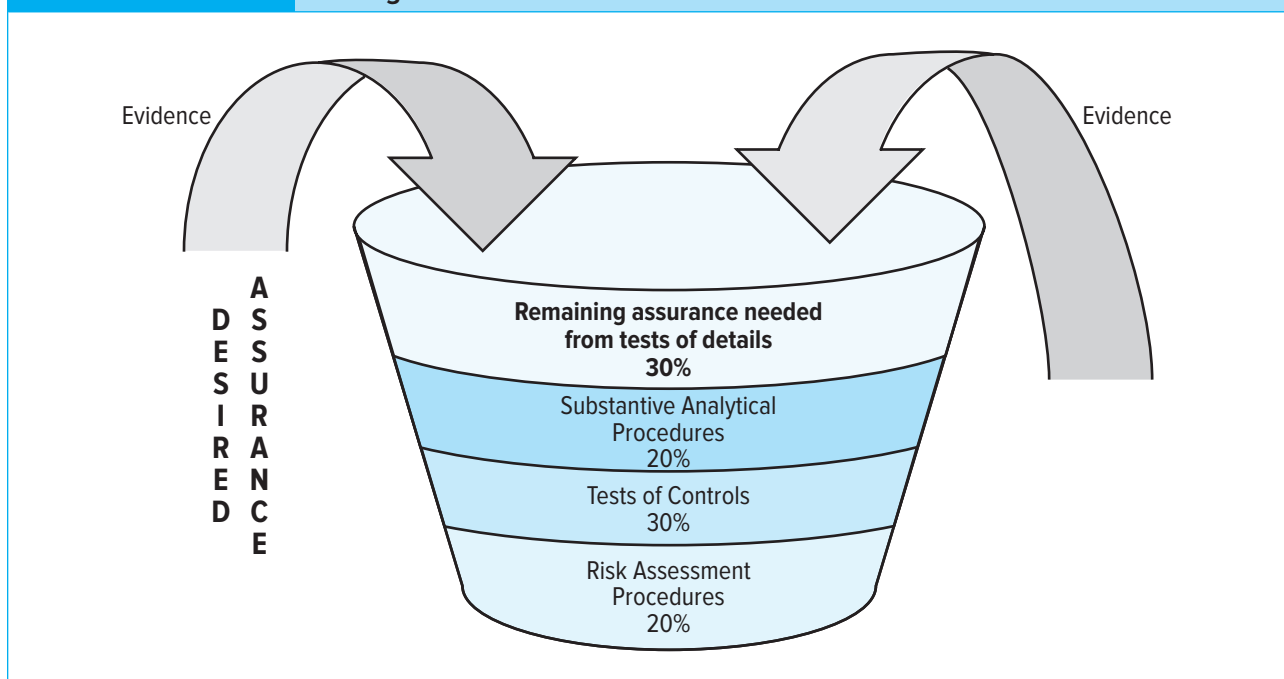 Evidence
Evidence
DESIRED
ASSURANCE
Remaining assurance needed
from tests of details
30%
Substantive Analytical
Procedures
20%
Tests of Controls
30%
Risk Assessment
Procedures
20%